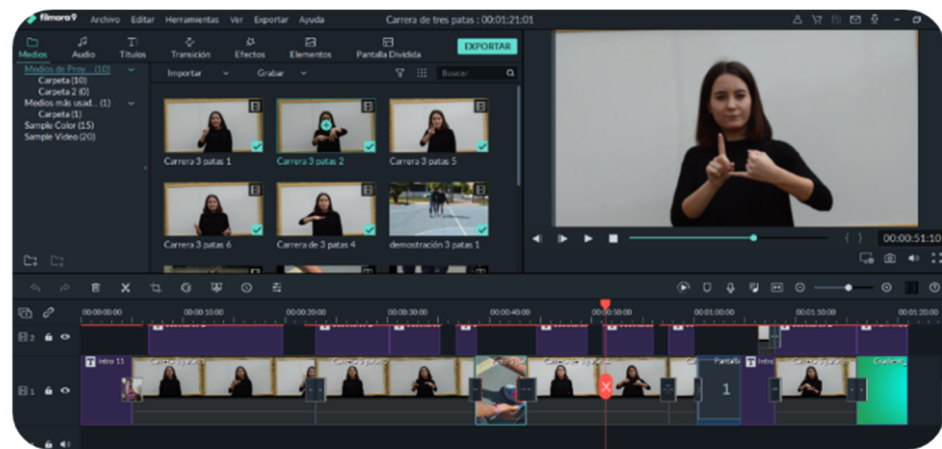 filmora9 Archivo Editar Herramientas Ver Exportar Ayuda Carrera de tres patas : 00:01:21:01
Medios Audio Títulos Transición Efectos Elementos Pantalla Dividida EXPORTAR
Medios de Proy... (10) Importar Grabar Buscar
Carpeta (10)
Carpeta 2 (0)
Medios más usad... (1)
Carpeta (1)
Sample Color (15)
Sample Video (20)
Carrera 3 patas 1 Carrera 3 patas 2 Carrera 3 patas 5
Carrera 3 patas 6 Carrera de 3 patas 4 demostración 3 patas 1
{ } 00:00:51:10
00:00:00:00 00:00:10:00 00:00:20:00 00:00:30:00 00:00:40:00 00:00:50:00 00:01:00:00 00:01:10:00 00:01:20:00
2
T Intro 11 Pantalla T Intro
1 1